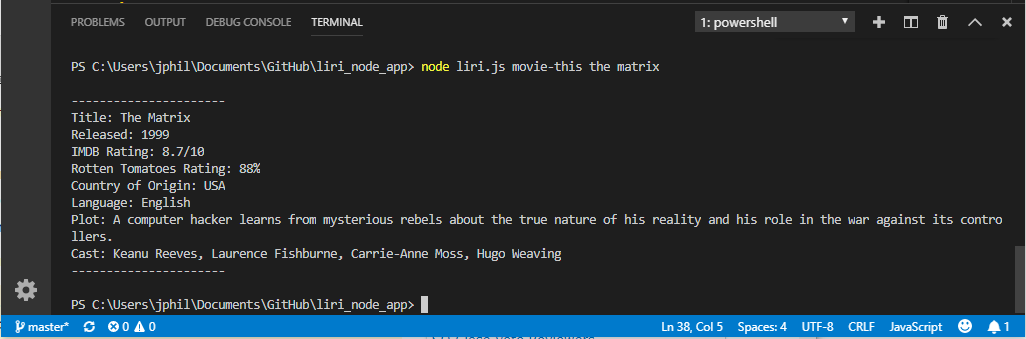 PROBLEMS OUTPUT DEBUG CONSOLE TERMINAL 1: powershell
PS C:\Users\jphil\Documents\GitHub\liri_node_app> node liri.js movie-this the matrix
----------------------
Title: The Matrix
Released: 1999
IMDB Rating: 8.7/10
Rotten Tomatoes Rating: 88%
Country of Origin: USA
Language: English
Plot: A computer hacker learns from mysterious rebels about the true nature of his reality and his role in the war against its contro
llers.
Cast: Keanu Reeves, Laurence Fishburne, Carrie-Anne Moss, Hugo Weaving
----------------------
PS C:\Users\jphil\Documents\GitHub\liri_node_app>
master* 0 0 Ln 38, Col 5 Spaces: 4 UTF-8 CRLF JavaScript 1